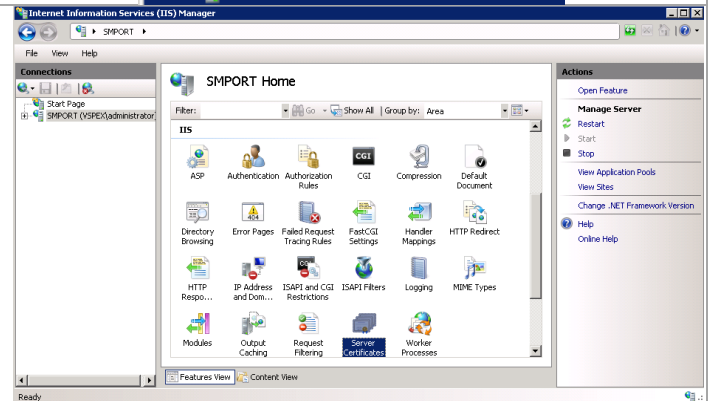 Internet Information Services (IIS) Manager
SMPORT
File View Help
Connections
Start Page
SMPORT (VSPEX\administrator
SMPORT Home
Filter: Go Show All Group by: Area
IIS
ASP
Authentication
Authorization
Rules
CGI
Compression
Default
Document
Directory
Browsing
Error Pages
Failed Request
Tracing Rules
FastCGI
Settings
Handler
Mappings
HTTP Redirect
HTTP
Respo...
IP Address
and Dom...
ISAPI and CGI
Restrictions
ISAPI Filters
Logging
MIME Types
Modules
Output
Caching
Request
Filtering
Server
Certificates
Worker
Processes
Features View Content View
Actions
Open Feature
Manage Server
Restart
Start
Stop
View Application Pools
View Sites
Change .NET Framework Version
Help
Online Help
Ready